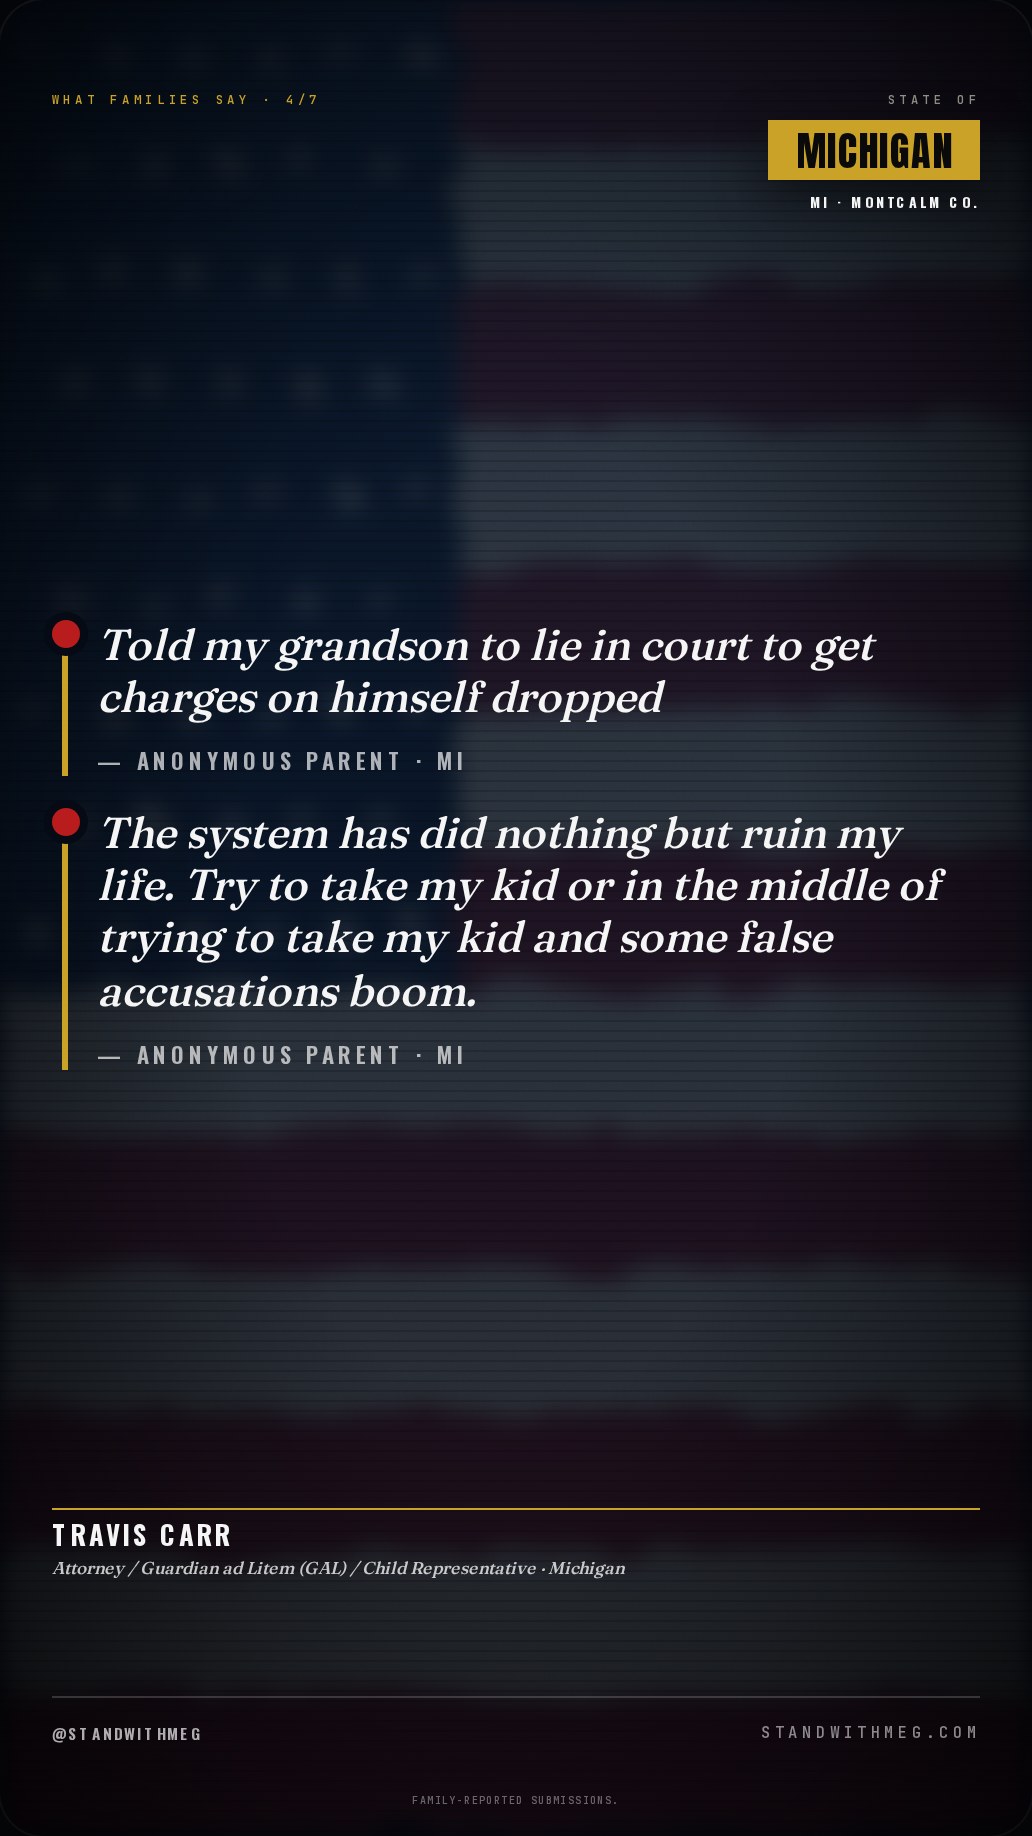 WHAT FAMILIES SAY · 4/7
STATE OF
MICHIGAN
MI · MONTCALM CO.
Told my grandson to lie in court to get
charges on himself dropped
— ANONYMOUS PARENT · MI
The system has did nothing but ruin my
life. Try to take my kid or in the middle of
trying to take my kid and some false
accusations boom.
— ANONYMOUS PARENT · MI
TRAVIS CARR
Attorney / Guardian ad Litem (GAL) / Child Representative · Michigan
@STANDWITHMEG
STANDWITHMEG.COM
FAMILY-REPORTED SUBMISSIONS.